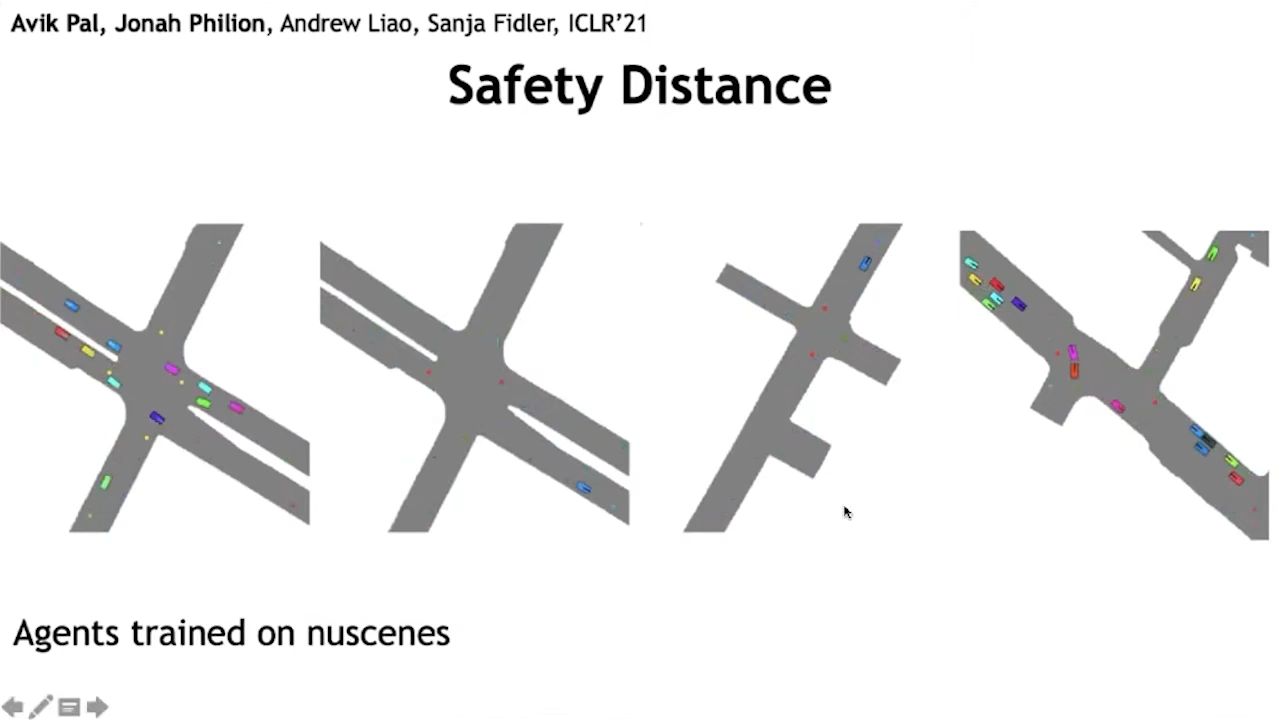 Avik Pal, Jonah Philion, Andrew Liao, Sanja Fidler, ICLR'21
Safety Distance
Agents trained on nuscenes